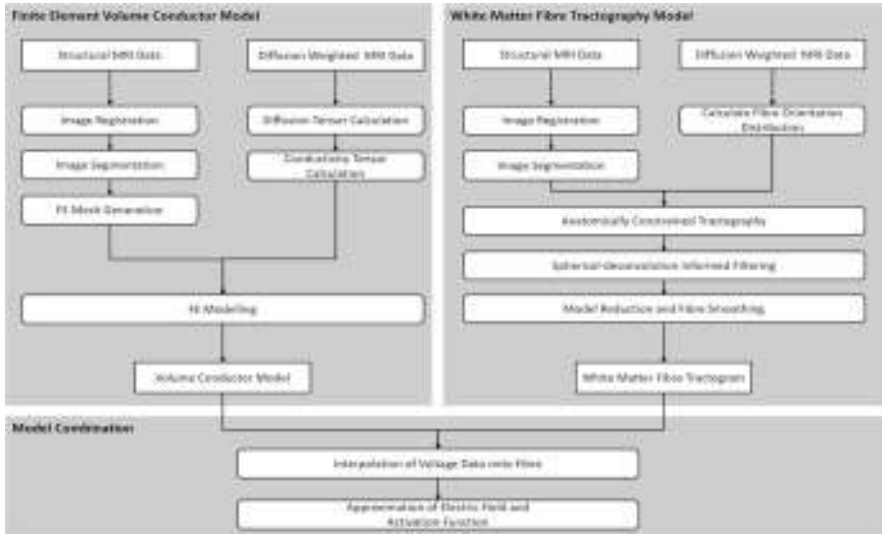 Finite Element Volume Conductor Model
Structural MRI Data
Diffusion Weighted MRI Data
Image Registration
Diffusion Tensor Calculation
Image Segmentation
Conductivity Tensor
Calculation
FE Mesh Generation
FE Modelling
Volume Conductor Model
White Matter Fibre Tractography Model
Structural MRI Data
Diffusion Weighted MRI Data
Image Registration
Calculate Fibre Orientation
Distribution
Image Segmentation
Anatomically Constrained Tractography
Spherical-deconvolution Informed Filtering
Model Reduction and Fibre Smoothing
White Matter Fibre Tractogram
Model Combination
Interpolation of Voltage Data onto Fibre
Approximation of Electric Field and
Activation Function